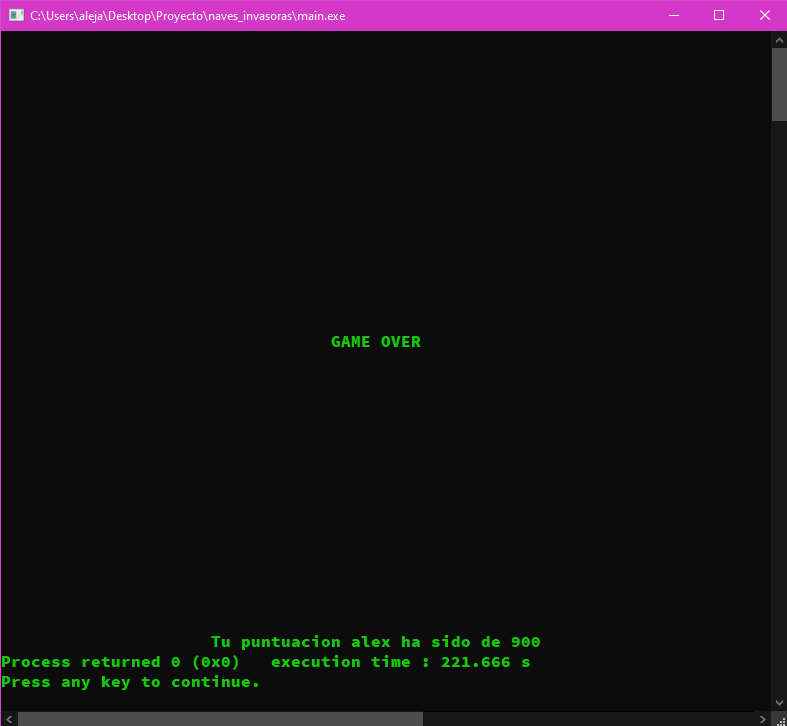 C:\Users\aleja\Desktop\Proyecto\naves_invasoras\main.exe
GAME OVER
Tu puntuacion alex ha sido de 900
Process returned 0 (0x0)   execution time : 221.666 s
Press any key to continue.